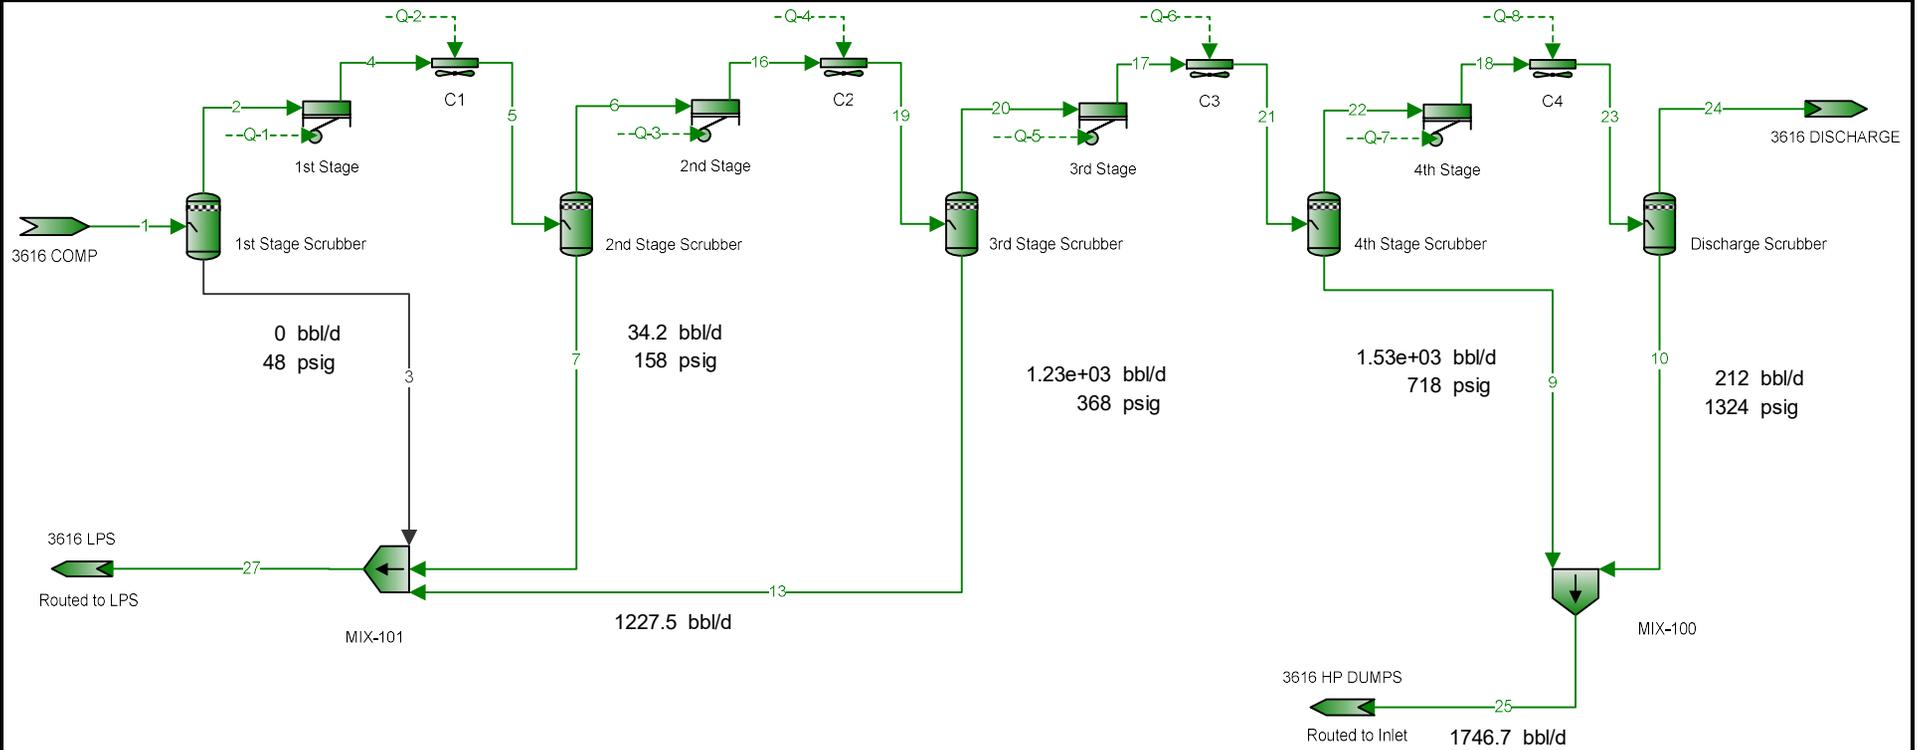 Q-2
Q-4
Q-6
Q-8
4
16
17
18
C1
C2
C3
C4
2
6
20
22
24
5
19
21
23
Q-1
Q-3
Q-5
Q-7
3616 DISCHARGE
1st Stage
2nd Stage
3rd Stage
4th Stage
1
3616 COMP
1st Stage Scrubber
2nd Stage Scrubber
3rd Stage Scrubber
4th Stage Scrubber
Discharge Scrubber
0 bbl/d
48 psig
34.2 bbl/d
158 psig
1.23e+03 bbl/d
368 psig
1.53e+03 bbl/d
718 psig
212 bbl/d
1324 psig
3
7
9
10
3616 LPS
27
Routed to LPS
13
1227.5 bbl/d
MIX-101
MIX-100
3616 HP DUMPS
25
Routed to Inlet
1746.7 bbl/d